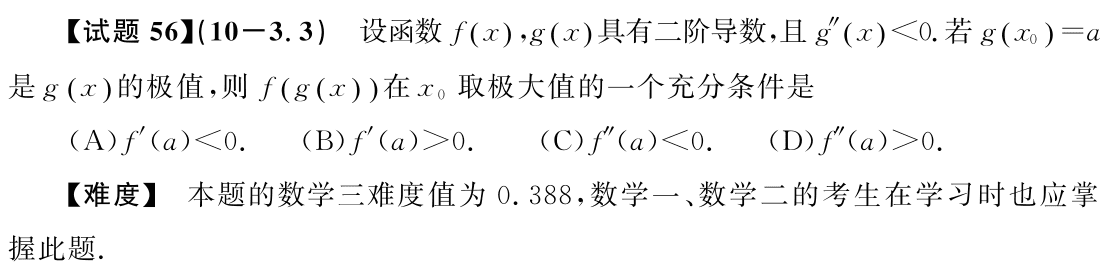 【试题 56】(10-3.3) 设函数 f(x),g(x)具有二阶导数,且 g″(x)<0.若 g(x₀)=a
是 g(x)的极值,则 f(g(x))在 x₀ 取极大值的一个充分条件是
(A)f′(a)<0. (B)f′(a)>0. (C)f″(a)<0. (D)f″(a)>0.
【难度】 本题的数学三难度值为 0.388,数学一、数学二的考生在学习时也应掌
握此题.